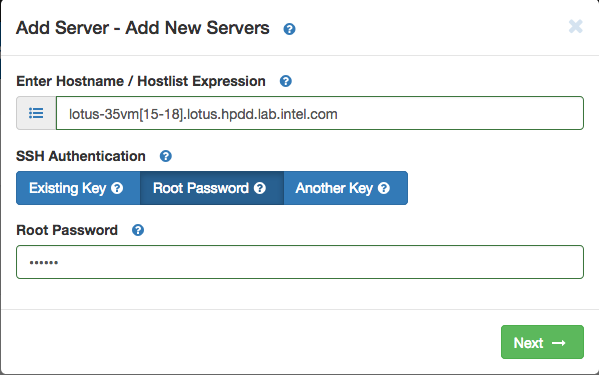 Add Server - Add New Servers ?
Enter Hostname / Hostlist Expression ?
lotus-35vm[15-18].lotus.hpdd.lab.intel.com
SSH Authentication ?
Existing Key ? Root Password ? Another Key ?
Root Password ?
••••••
Next →